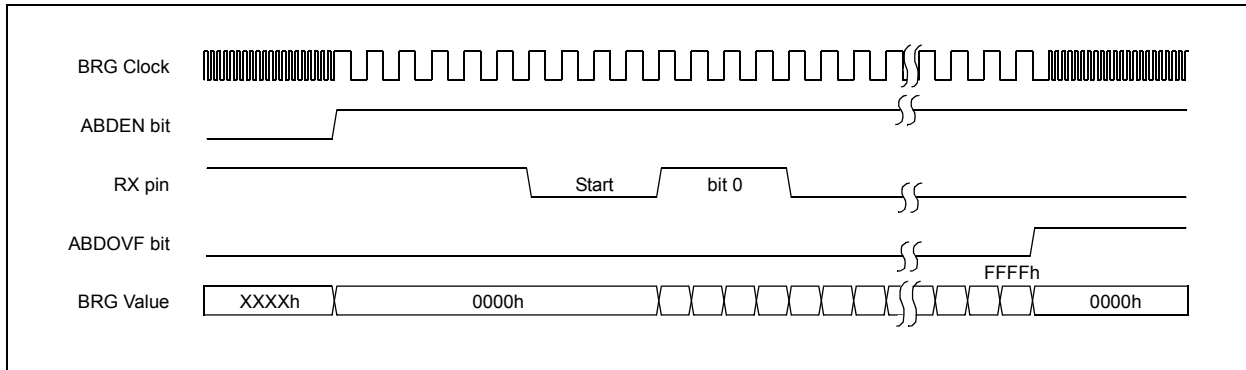 BRG Clock
ABDEN bit
RX pin
Start
bit 0
ABDOVF bit
FFFFh
BRG Value
XXXXh
0000h
0000h